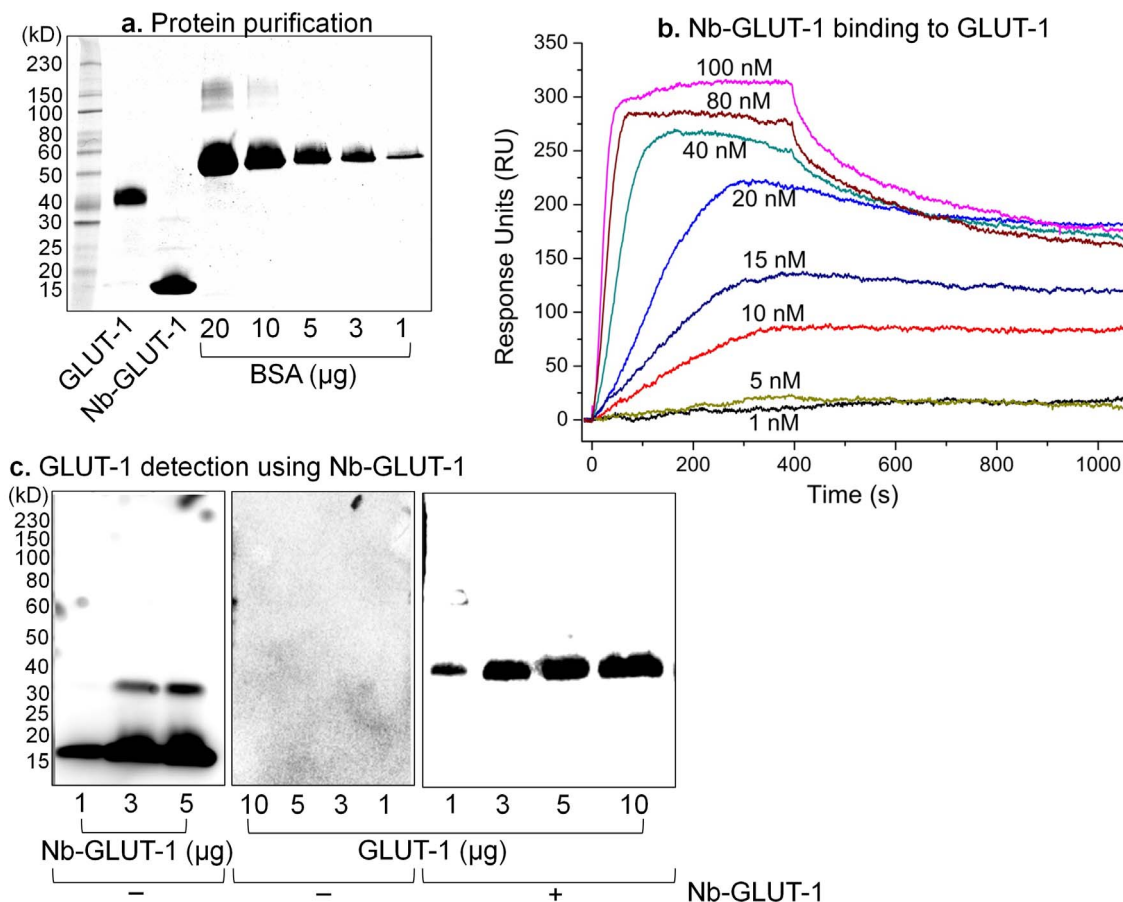 a. Protein purification
(kD)
230
150
100
80
60
50
40
30
20
15
GLUT-1
Nb-GLUT-1
20 10 5 3 1
BSA (µg)
b. Nb-GLUT-1 binding to GLUT-1
Response Units (RU)
350
300
250
200
150
100
50
0
100 nM
80 nM
40 nM
20 nM
15 nM
10 nM
5 nM
1 nM
0 200 400 600 800 1000
Time (s)
c. GLUT-1 detection using Nb-GLUT-1
(kD)
230
150
100
80
60
50
40
30
25
20
15
1 3 5 10 5 3 1 1 3 5 10
Nb-GLUT-1 (µg) GLUT-1 (µg)
– – + Nb-GLUT-1